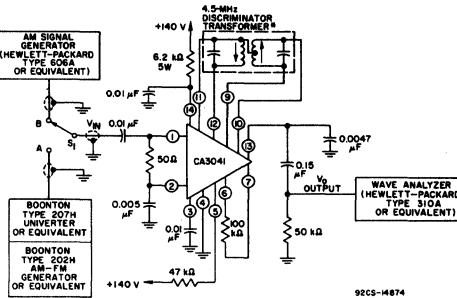 4.5-MHz
DISCRIMINATOR
TRANSFORMER*
+140 V
AM SIGNAL
GENERATOR
(HEWLETT-PACKARD
TYPE 606A
OR EQUIVALENT)
6.2 kΩ
5W
0.01 µF
14
11
12
9
10
13
B
S1
A
VIN
0.01 µF
1
50Ω
2
0.005
µF
CA3041
3
4
5
6
7
0.01
µF
100
kΩ
0.0047
µF
0.15
µF
VO
OUTPUT
50 kΩ
WAVE ANALYZER
(HEWLETT-PACKARD
TYPE 310A
OR EQUIVALENT)
BOONTON
TYPE 207H
UNIVERTER
OR EQUIVALENT
BOONTON
TYPE 202H
AM-FM
GENERATOR
OR EQUIVALENT
+140 V
47 kΩ
92CS-14874